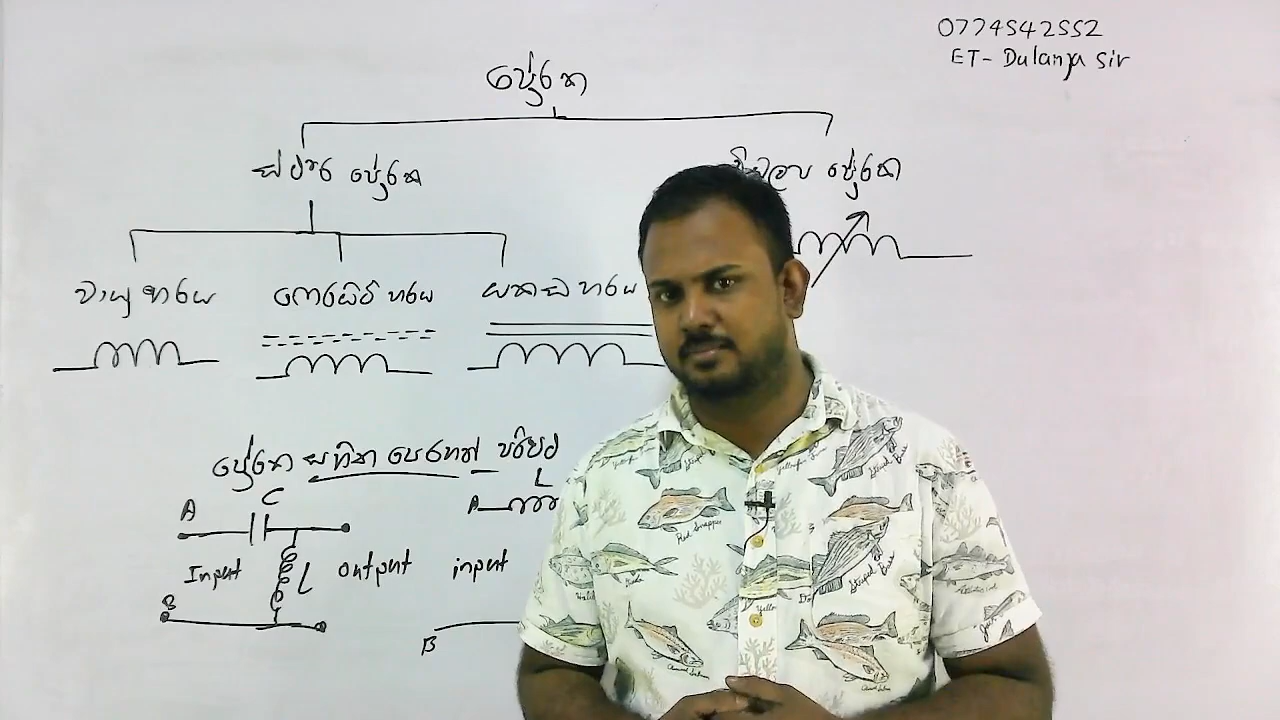 0774542552
ET- Dulanja Sir
ප්‍රේරක
ස්ථිර ප්‍රේරක
විචල්‍ය ප්‍රේරක
වායු හරය
ෆෙරයිට් හරය
යකඩ හරය
ප්‍රේරක සහිත පෙරහන් පරිපථ
A C
L
A
Input L output
input
B
B